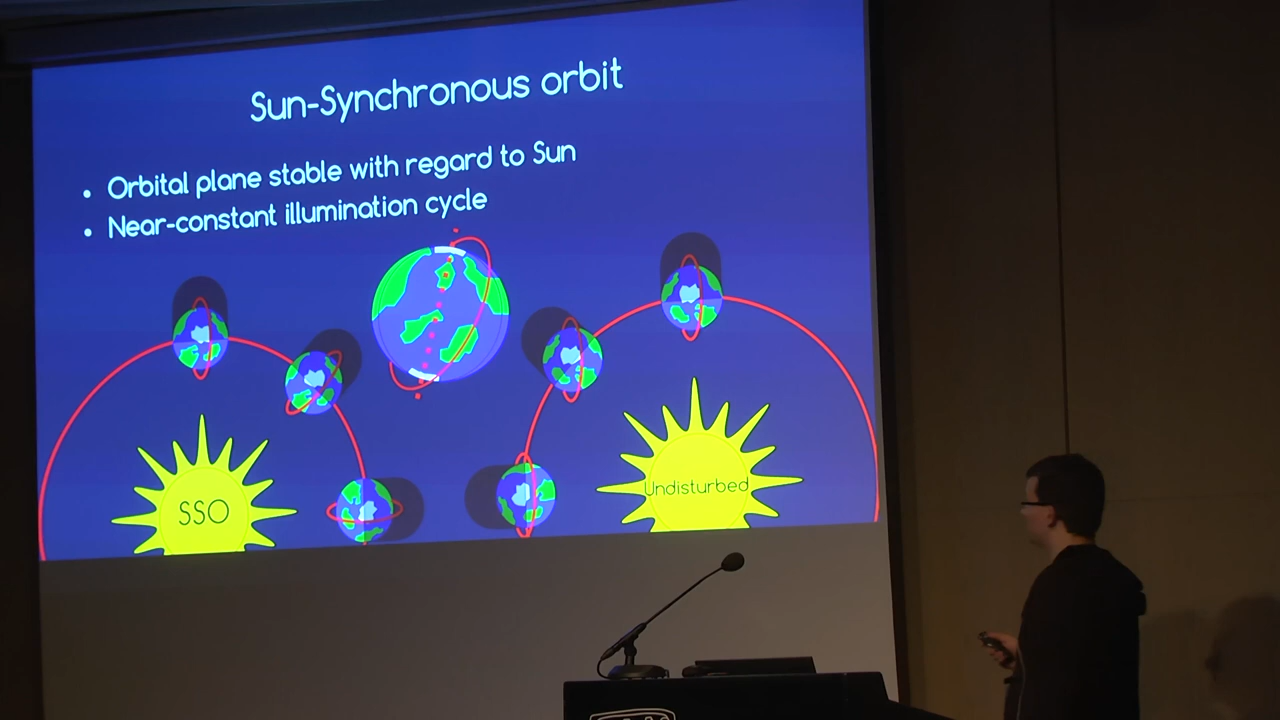 Sun-Synchronous orbit
• Orbital plane stable with regard to Sun
• Near-constant illumination cycle
SSO
Undisturbed